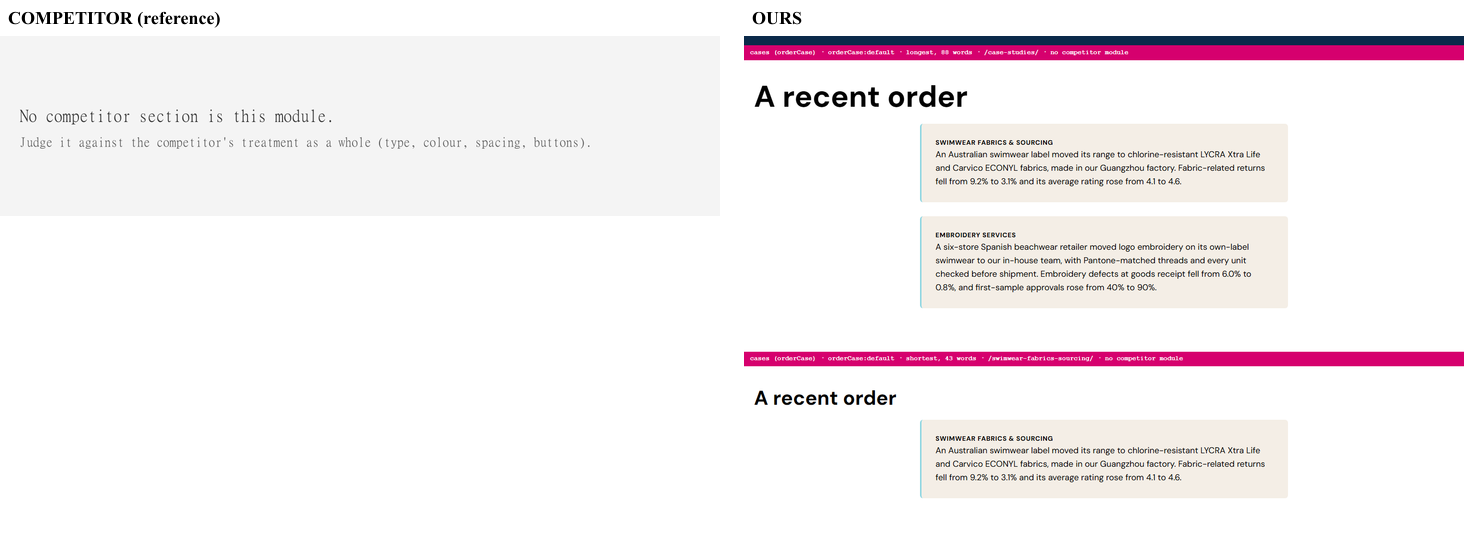 COMPETITOR (reference)
No competitor section is this module.
Judge it against the competitor's treatment as a whole (type, colour, spacing, buttons).
OURS
cases (orderCase) · orderCase:default · longest, 88 words · /case-studies/ · no competitor module
A recent order
SWIMWEAR FABRICS & SOURCING
An Australian swimwear label moved its range to chlorine-resistant LYCRA Xtra Life
and Carvico ECONYL fabrics, made in our Guangzhou factory. Fabric-related returns
fell from 9.2% to 3.1% and its average rating rose from 4.1 to 4.6.
EMBROIDERY SERVICES
A six-store Spanish beachwear retailer moved logo embroidery on its own-label
swimwear to our in-house team, with Pantone-matched threads and every unit
checked before shipment. Embroidery defects at goods receipt fell from 6.0% to
0.8%, and first-sample approvals rose from 40% to 90%.
cases (orderCase) · orderCase:default · shortest, 43 words · /swimwear-fabrics-sourcing/ · no competitor module
A recent order
SWIMWEAR FABRICS & SOURCING
An Australian swimwear label moved its range to chlorine-resistant LYCRA Xtra Life
and Carvico ECONYL fabrics, made in our Guangzhou factory. Fabric-related returns
fell from 9.2% to 3.1% and its average rating rose from 4.1 to 4.6.